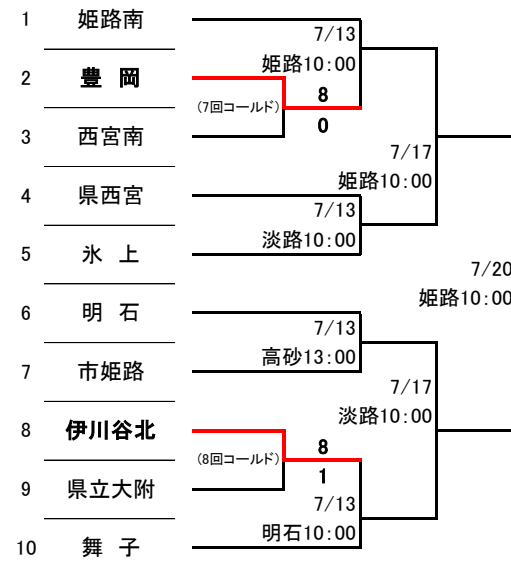 1 姫路南
7/13
姫路10:00
2 豊 岡
8
(7回コールド)
0
3 西宮南
7/17
姫路10:00
4 県西宮
7/13
淡路10:00
5 氷 上
7/20
姫路10:00
6 明 石
7/13
高砂13:00
7 市姫路
7/17
淡路10:00
8 伊川谷北
8
(8回コールド)
1
9 県立大附
7/13
明石10:00
10 舞 子